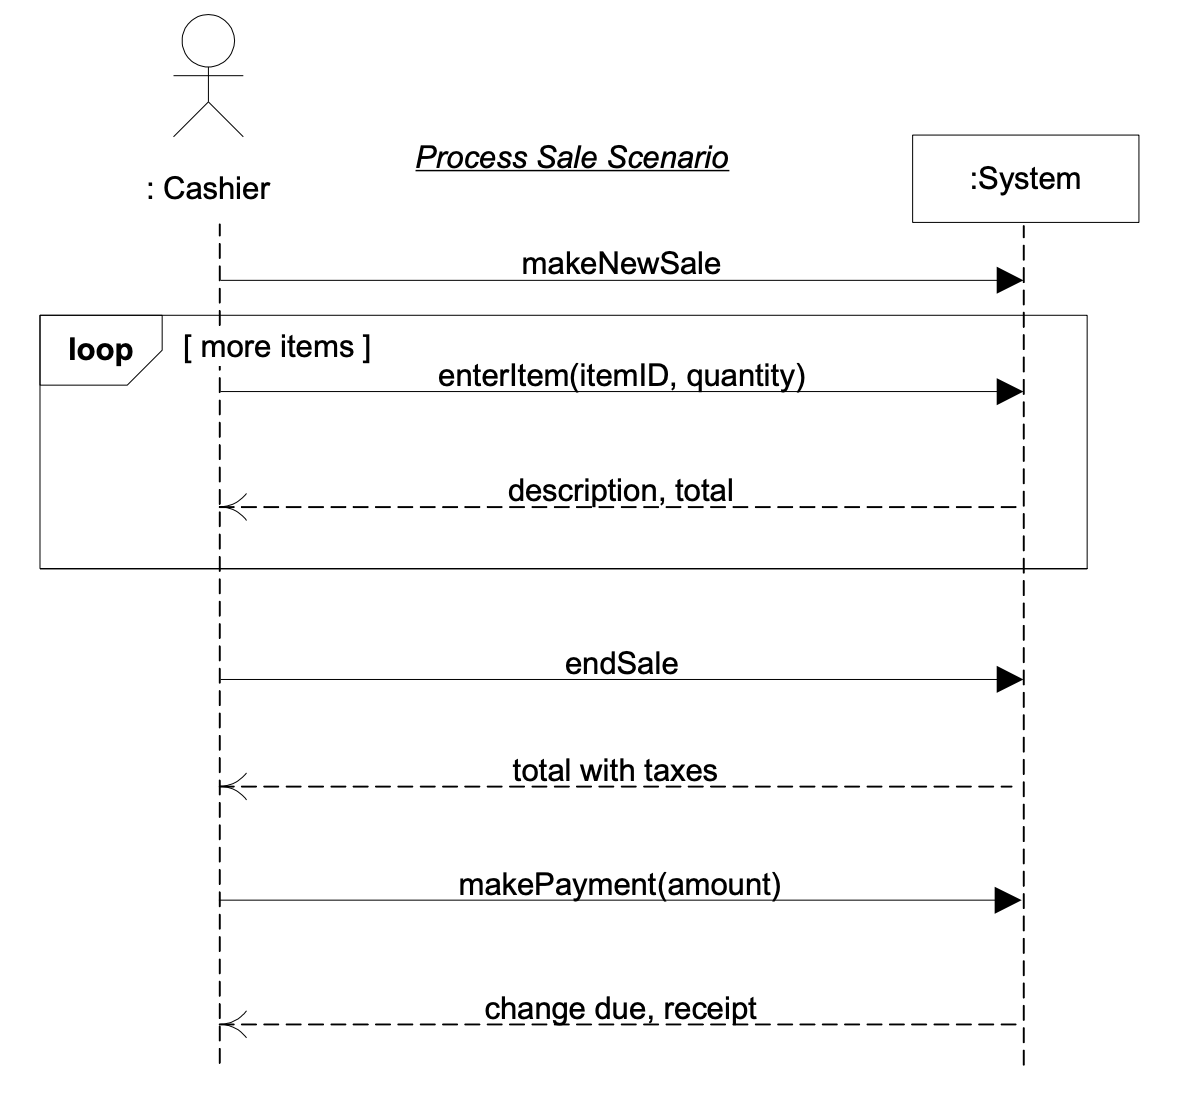 Process Sale Scenario
: Cashier
:System
makeNewSale
loop
[ more items ]
enterItem(itemID, quantity)
description, total
endSale
total with taxes
makePayment(amount)
change due, receipt